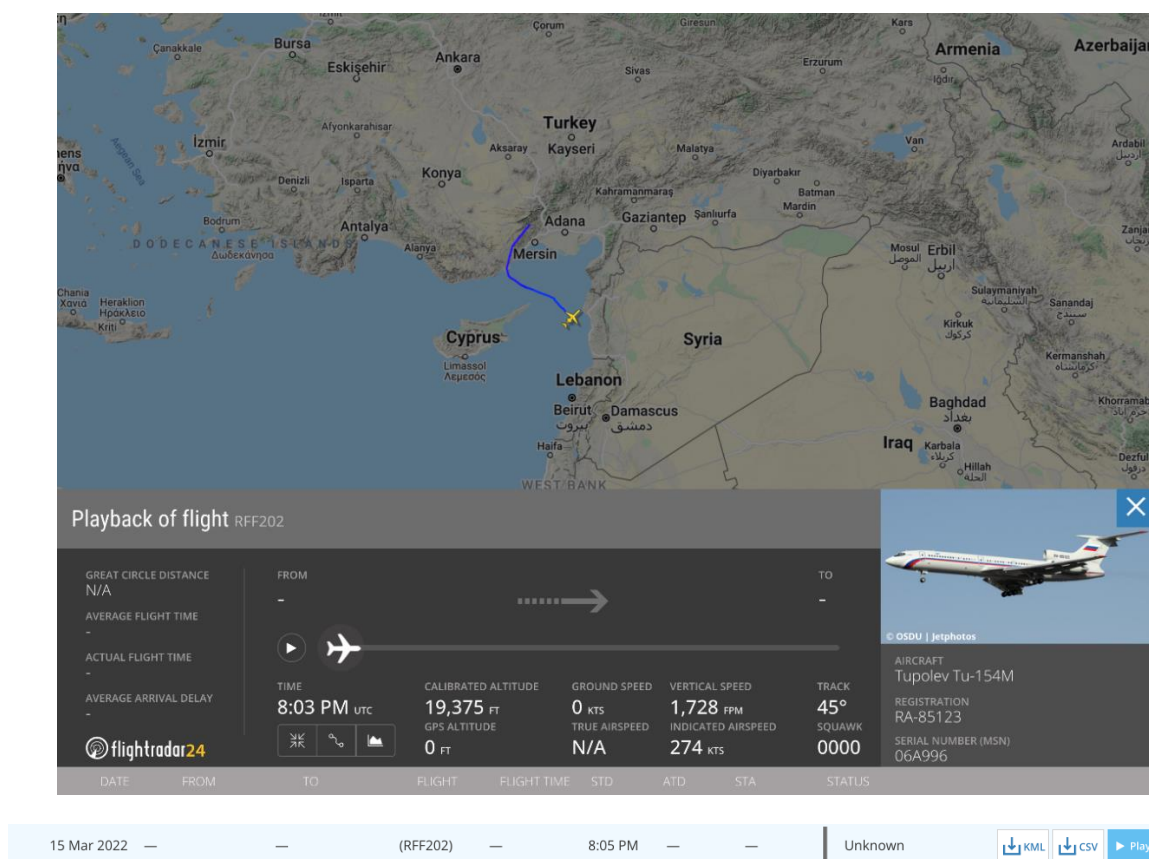 Çorum
Giresun
Kars
Çanakkale
Bursa
Eskişehir
Ankara
Sivas
Erzurum
Armenia
Azerbaijan
Iğdır
Afyonkarahisar
Turkey
İzmir
Aksaray
Kayseri
Malatya
Van
Ardabil
اردبیل
Aegean Sea
ens
ήνα
Denizli
Isparta
Konya
Diyarbakır
Kahramanmaraş
Batman
Mardin
Bodrum
Antalya
Adana
Gaziantep
Şanlıurfa
DODECANESE ISLANDS
Δωδεκάνησα
Alanya
Mersin
Mosul
الموصل
Erbil
أربيل
Zanja
زنجان
Chania
Χανιά
Heraklion
Ηράκλειο
Kriti
Sulaymaniyah
السليمانية
Sanandaj
سنندج
Kirkuk
كركوك
Cyprus
Syria
Kermanshah
کرمانشاه
Limassol
Λεμεσός
Lebanon
Beirut
بيروت
Damascus
دمشق
Baghdad
بغداد
Khorramab
Haifa
Iraq
Karbala
كربلاء
Hillah
الحلة
Dezful
دزفول
WEST BANK
Playback of flight RFF202
GREAT CIRCLE DISTANCE
N/A
AVERAGE FLIGHT TIME
-
ACTUAL FLIGHT TIME
-
AVERAGE ARRIVAL DELAY
-
flightradar24
FROM
-
TO
-
TIME
8:03 PM UTC
CALIBRATED ALTITUDE
19,375 FT
GPS ALTITUDE
0 FT
GROUND SPEED
0 KTS
TRUE AIRSPEED
N/A
VERTICAL SPEED
1,728 FPM
INDICATED AIRSPEED
274 KTS
TRACK
45°
SQUAWK
0000
© OSDU | Jetphotos
AIRCRAFT
Tupolev Tu-154M
REGISTRATION
RA-85123
SERIAL NUMBER (MSN)
06A996
DATE FROM TO FLIGHT FLIGHT TIME STD ATD STA STATUS
15 Mar 2022 — — (RFF202) — 8:05 PM — — Unknown KML CSV Play